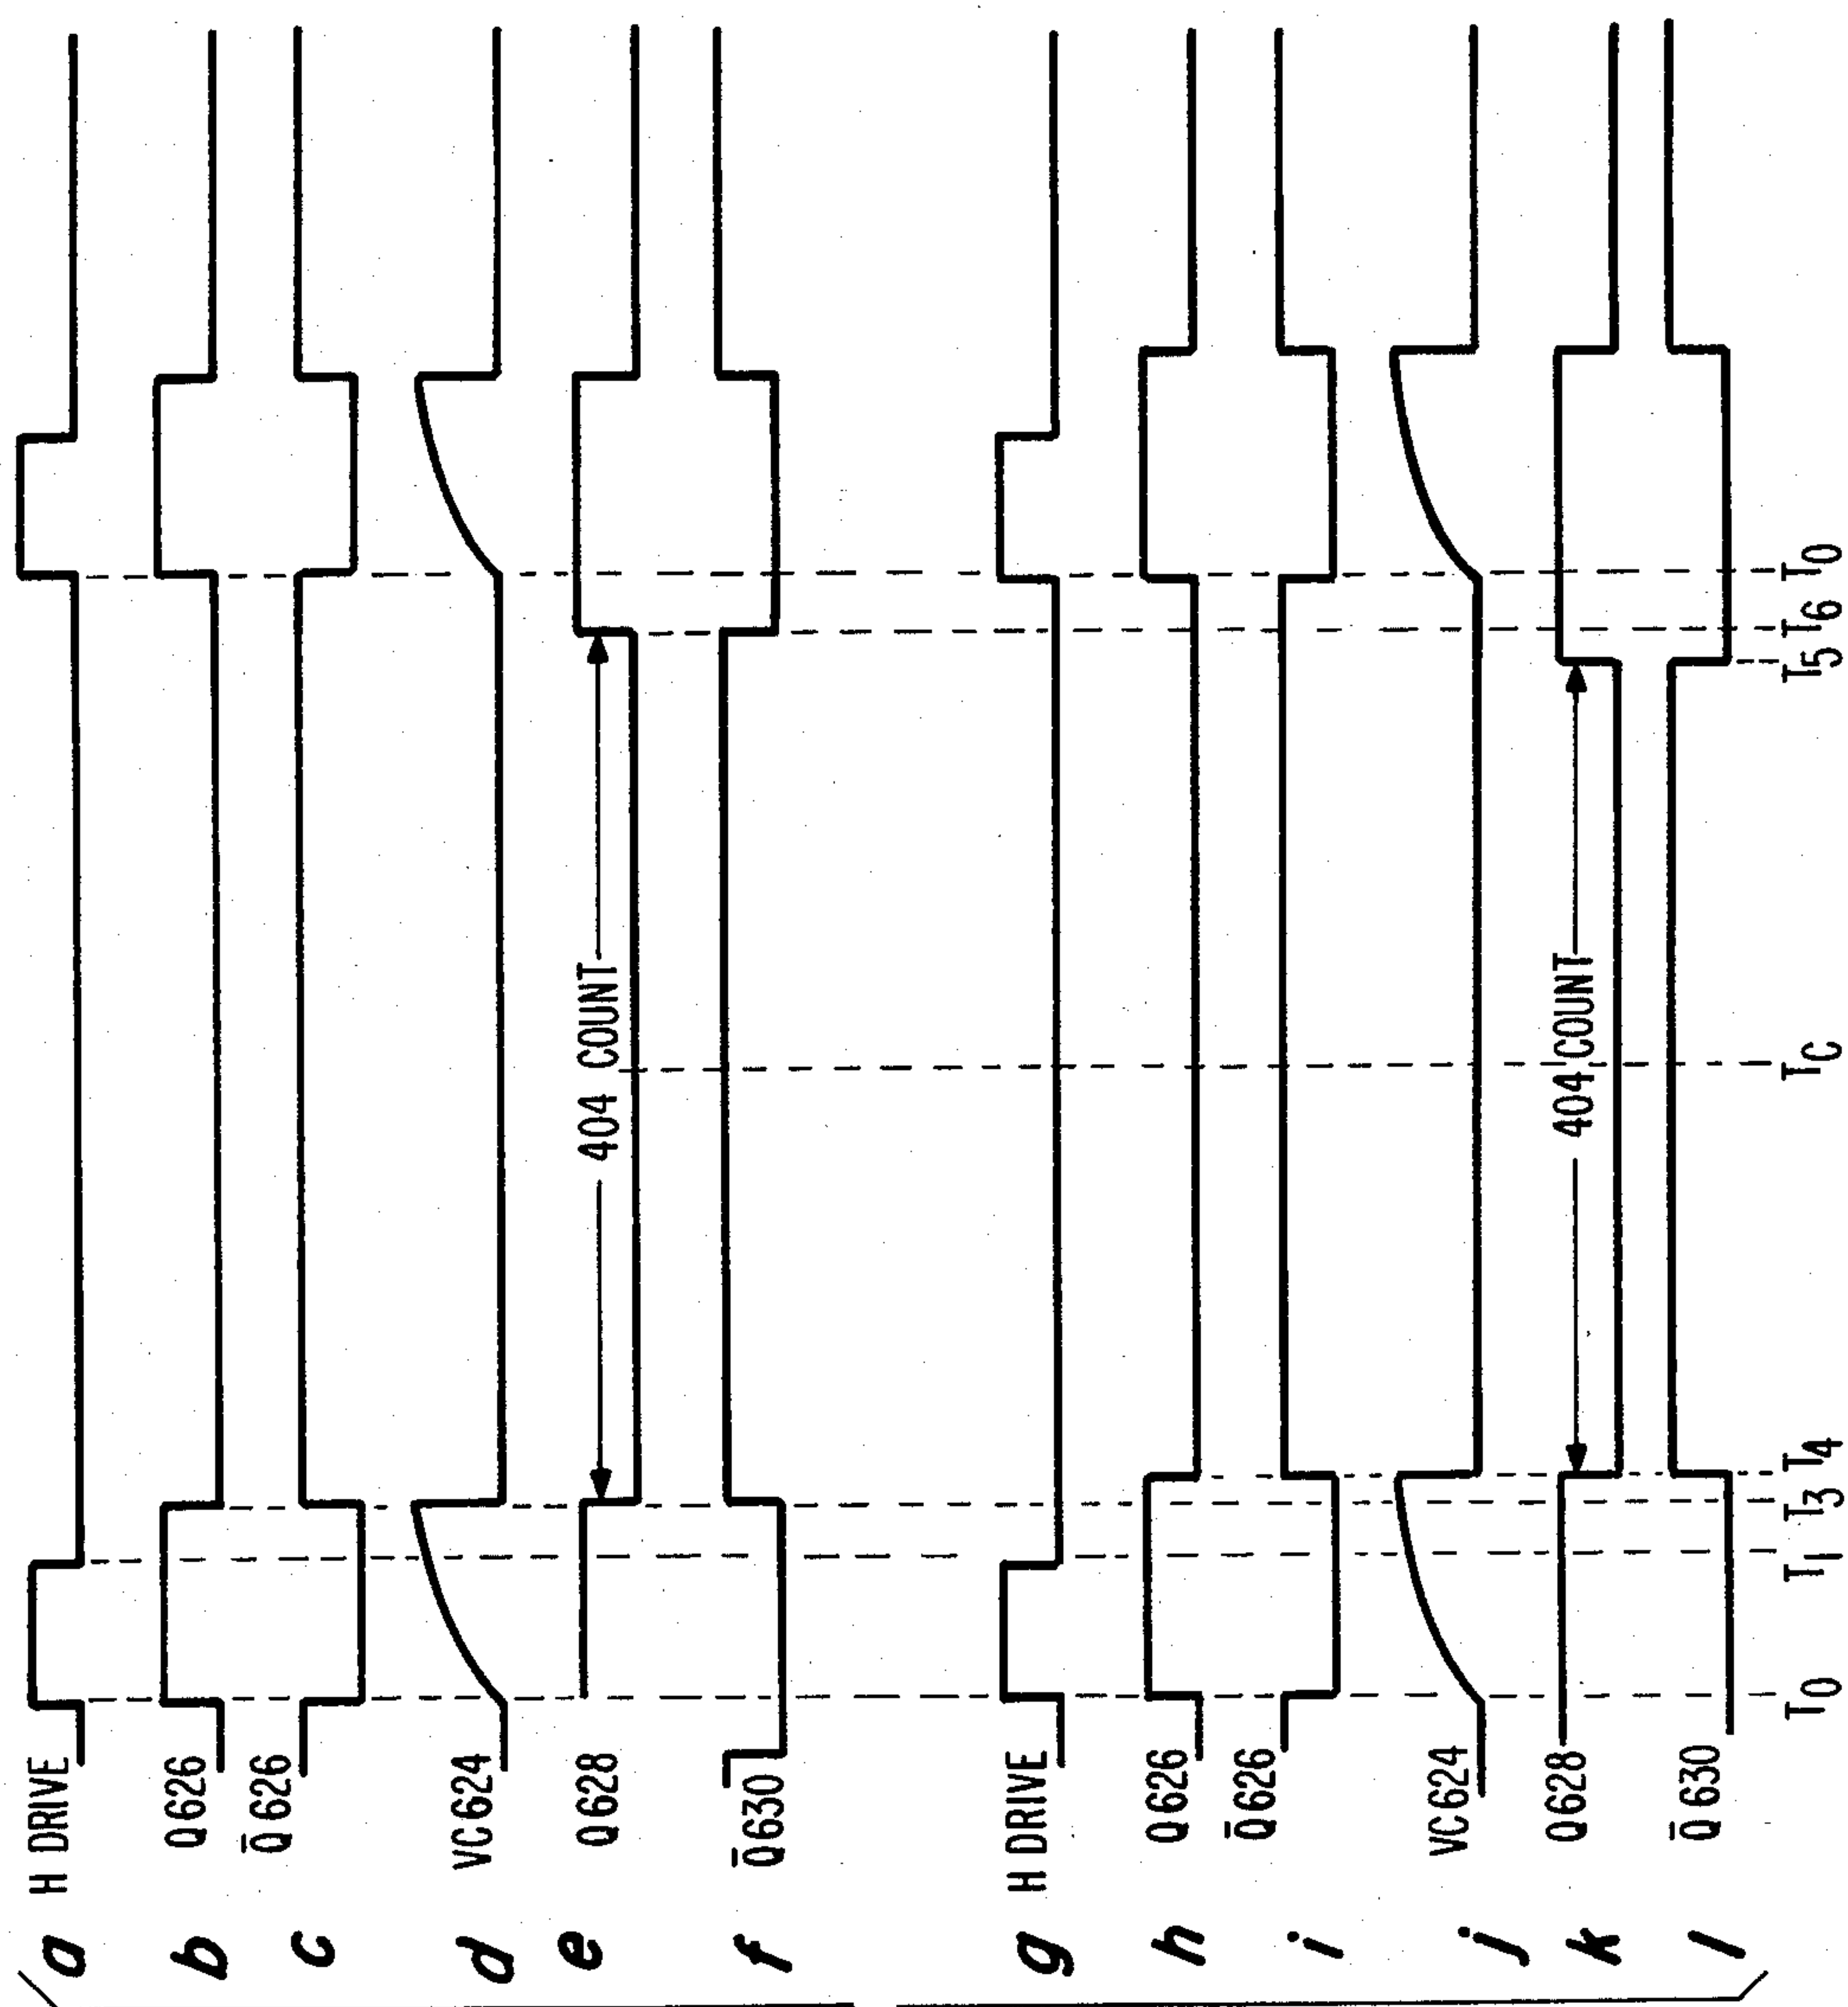 a H DRIVE
b Q626
c Q̄626
d VC624
e Q628
404 COUNT
f Q̄630
g H DRIVE
h Q626
i Q̄626
j VC624
k Q628
404 COUNT
l Q̄630
T0 T1 T3 T4 TC T5 T6 T0